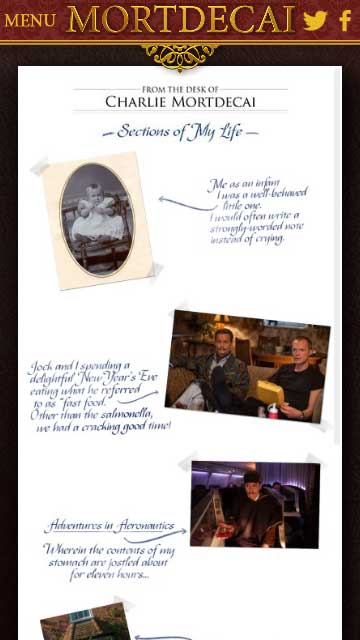 MENU MORTDECAI
FROM THE DESK OF
CHARLIE MORTDECAI
Sections of My Life
Me as an infant
I was a well-behaved
little one.
I would often write a
strongly-worded note
instead of crying.
Jock and I spending a
delightful New Year's Eve
eating what he referred
to as "fast food."
Other than the salmonella,
we had a cracking good time!
Adventures in Aeronautics
Wherein the contents of my
stomach are jostled about
for eleven hours...